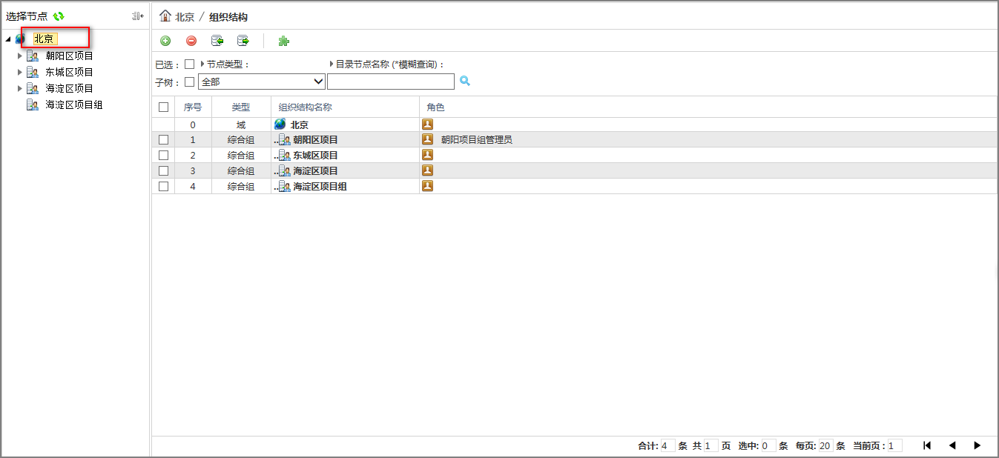 选择节点
北京
朝阳区项目
东城区项目
海淀区项目
海淀区项目组
北京 / 组织结构
已选： 节点类型： 目录节点名称 (*模糊查询)：
子树： 全部
序号 类型 组织结构名称 角色
0 域 北京
1 综合组 ..朝阳区项目 朝阳项目组管理员
2 综合组 ..东城区项目
3 综合组 ..海淀区项目
4 综合组 ..海淀区项目组
合计: 4 条 共 1 页 选中: 0 条 每页: 20 条 当前页：1